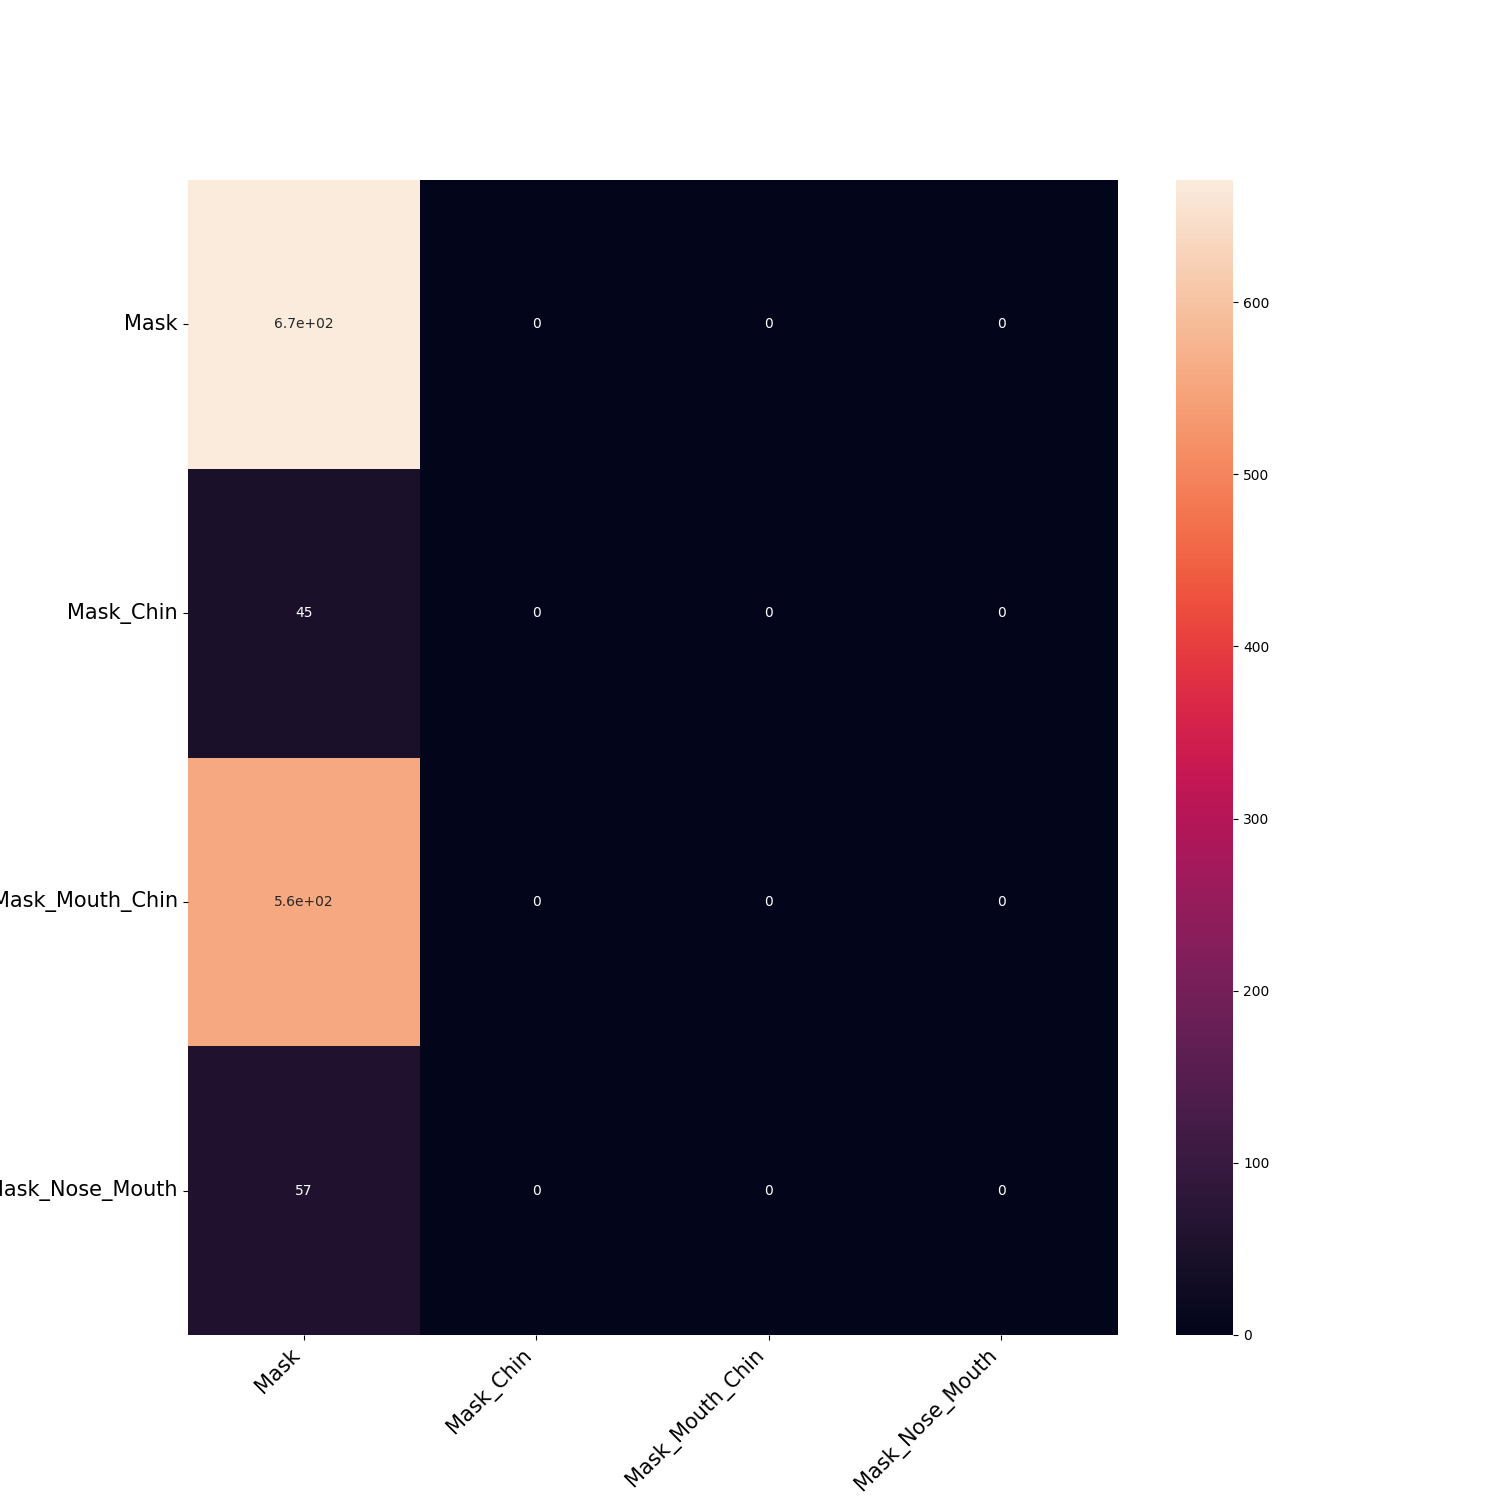 Mask 6.7e+02 0 0 0
Mask_Chin 45 0 0 0
Mask_Mouth_Chin 5.6e+02 0 0 0
Mask_Nose_Mouth 57 0 0 0
Mask Mask_Chin Mask_Mouth_Chin Mask_Nose_Mouth
600
500
400
300
200
100
0